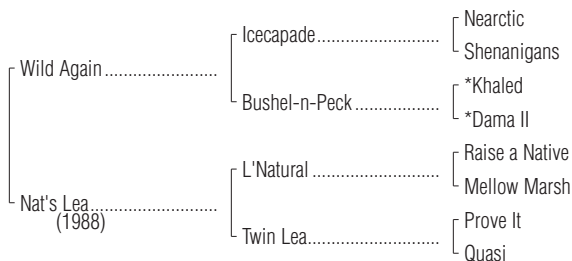 Nearctic
Icecapade..................
Shenanigans
Wild Again ......................
*Khaled
Bushel-n-Peck .................
*Dama II
Raise a Native
L'Natural .........................
Mellow Marsh
Nat's Lea.........................
(1988)
Prove It
Twin Lea..........................
Quasi